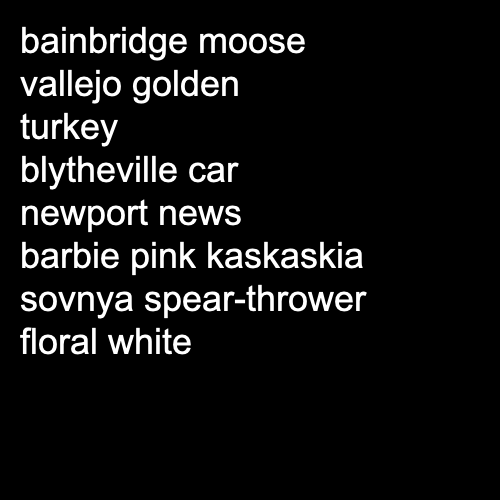 bainbridge moose
vallejo golden
turkey
blytheville car
newport news
barbie pink kaskaskia
sovnya spear-thrower
floral white